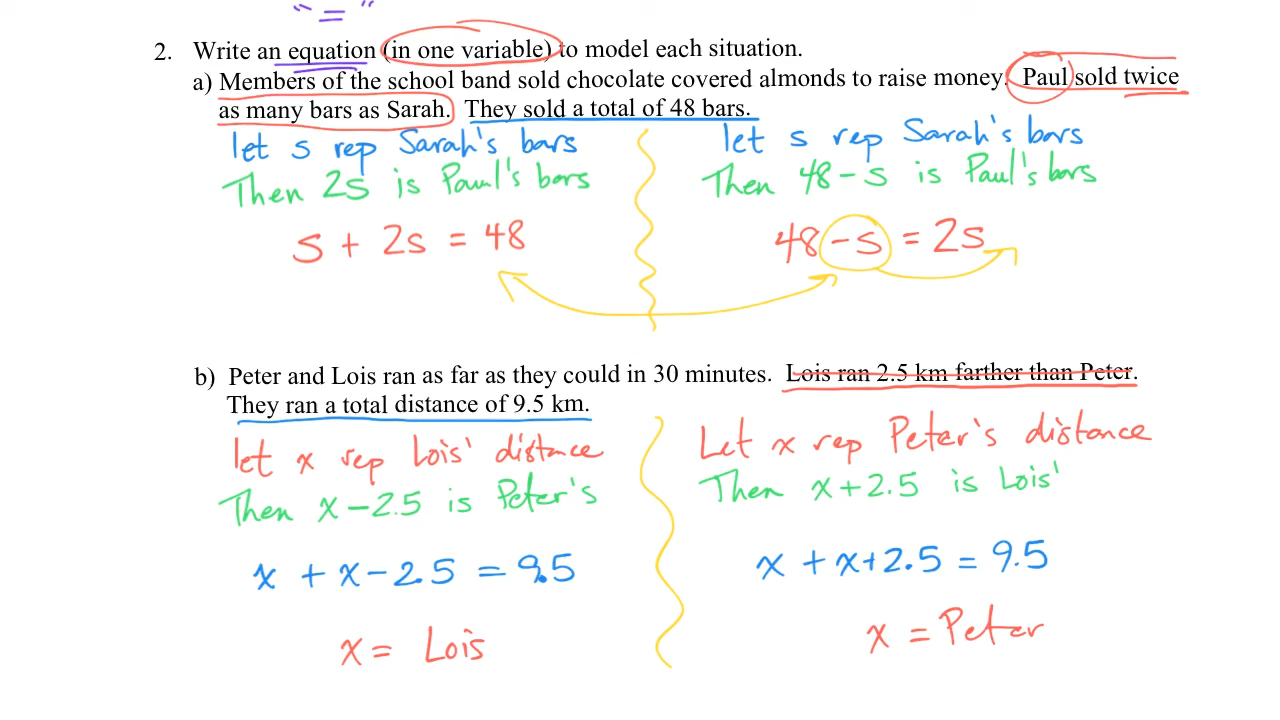 “=”
2. Write an equation (in one variable) to model each situation.
a) Members of the school band sold chocolate covered almonds to raise money. Paul sold twice
as many bars as Sarah. They sold a total of 48 bars.
let s rep Sarah's bars
Then 2s is Paul's bars
s + 2s = 48
let s rep Sarah's bars
Then 48 - s is Paul's bars
48 - s = 2s
b) Peter and Lois ran as far as they could in 30 minutes. Lois ran 2.5 km farther than Peter.
They ran a total distance of 9.5 km.
let x rep Lois' distance
Then x - 2.5 is Peter's
x + x - 2.5 = 9.5
x = Lois
Let x rep Peter's distance
Then x + 2.5 is Lois'
x + x + 2.5 = 9.5
x = Peter